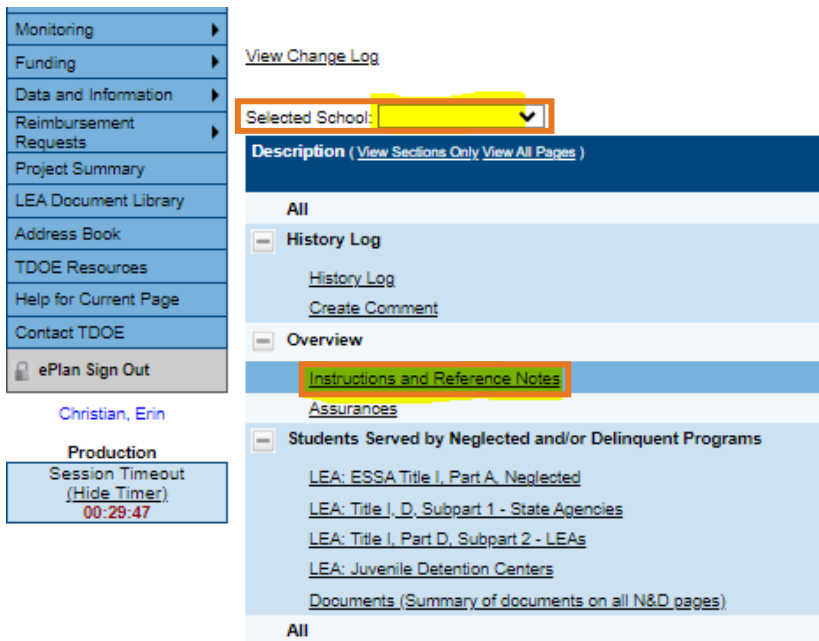 Monitoring
Funding
Data and Information
Reimbursement
Requests
Project Summary
LEA Document Library
Address Book
TDOE Resources
Help for Current Page
Contact TDOE
ePlan Sign Out
Christian, Erin
Production
Session Timeout
(Hide Timer)
00:29:47
View Change Log
Selected School:
Description ( View Sections Only View All Pages )
All
History Log
History Log
Create Comment
Overview
Instructions and Reference Notes
Assurances
Students Served by Neglected and/or Delinquent Programs
LEA: ESSA Title I, Part A, Neglected
LEA: Title I, D, Subpart 1 - State Agencies
LEA: Title I, Part D, Subpart 2 - LEAs
LEA: Juvenile Detention Centers
Documents (Summary of documents on all N&D pages)
All